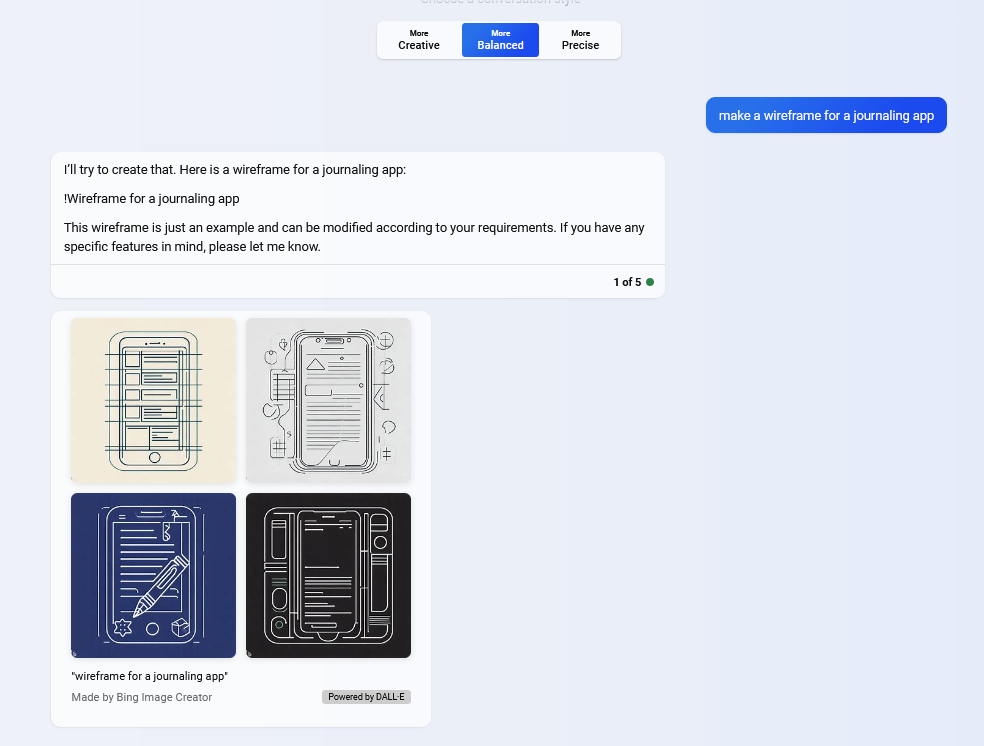 Choose a conversation style
More
Creative
More
Balanced
More
Precise
make a wireframe for a journaling app
I'll try to create that. Here is a wireframe for a journaling app:
!Wireframe for a journaling app
This wireframe is just an example and can be modified according to your requirements. If you have any
specific features in mind, please let me know.
1 of 5
"wireframe for a journaling app"
Made by Bing Image Creator
Powered by DALL·E